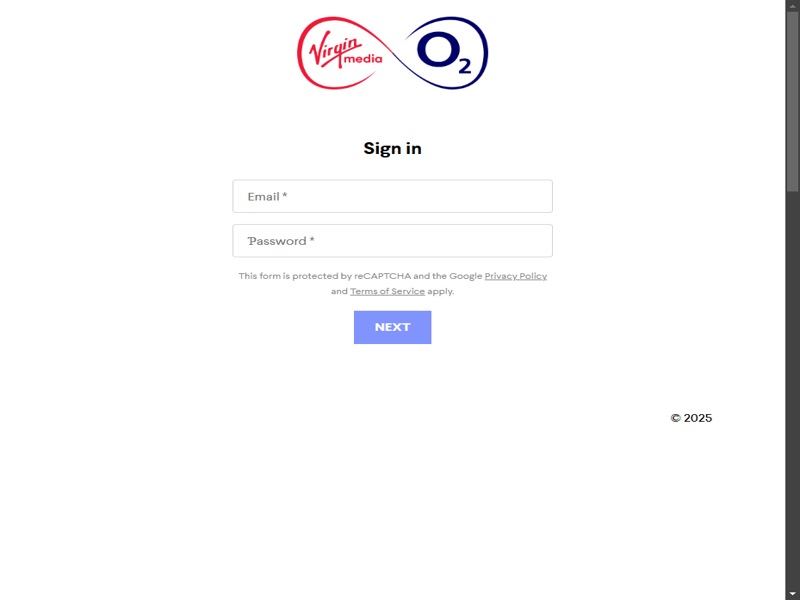 Virgin
media
O2
Sign in
Email *
Password *
This form is protected by reCAPTCHA and the Google Privacy Policy
and Terms of Service apply.
NEXT
© 2025